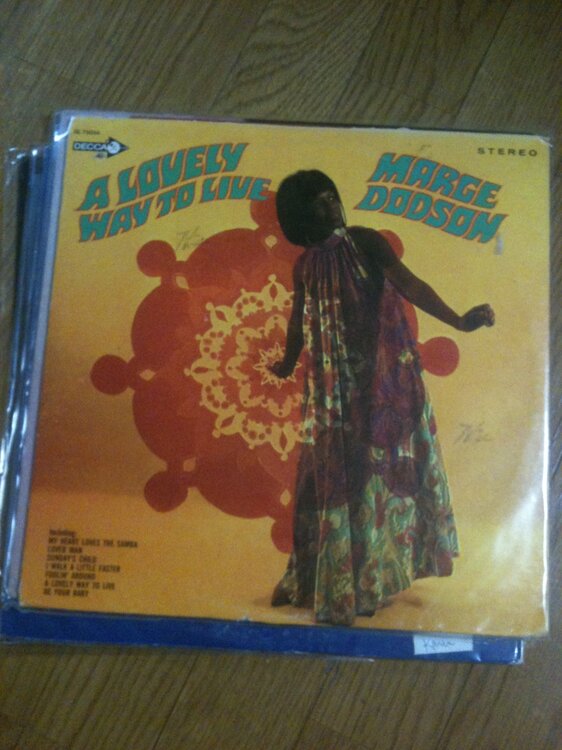 DECCA
STEREO
A LOVELY
WAY TO LIVE
MARGE
DODSON
Including:
MY HEART LOVES THE SAMBA
LOVER MAN
SUNDAY'S CHILD
I WALK A LITTLE FASTER
FOOLIN' AROUND
A LOVELY WAY TO LIVE
BE YOUR BABY